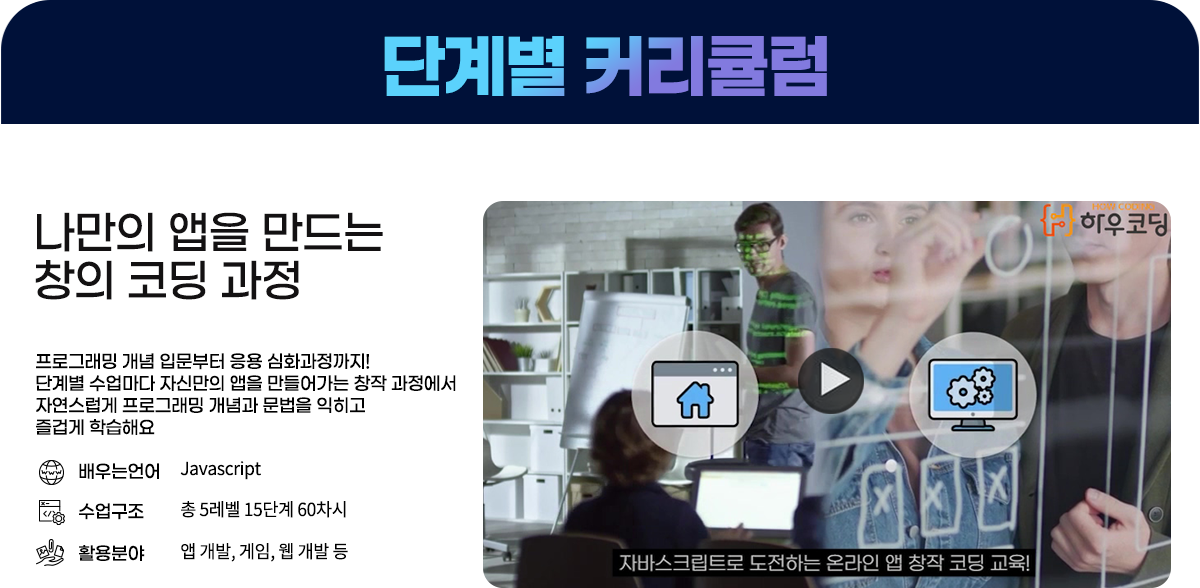 단계별 커리큘럼
나만의 앱을 만드는
창의 코딩 과정
프로그래밍 개념 입문부터 응용 심화과정까지!
단계별 수업마다 자신만의 앱을 만들어가는 창작 과정에서
자연스럽게 프로그래밍 개념과 문법을 익히고
즐겁게 학습해요
배우는언어 Javascript
수업구조 총 5레벨 15단계 60차시
활용분야 앱 개발, 게임, 웹 개발 등
하우코딩
X X X
자바스크립트로 도전하는 온라인 앱 창작 코딩 교육!